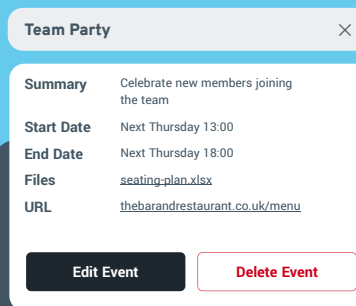 Team Party
Summary Celebrate new members joining
the team
Start Date Next Thursday 13:00
End Date Next Thursday 18:00
Files seating-plan.xlsx
URL thebarandrestaurant.co.uk/menu
Edit Event Delete Event